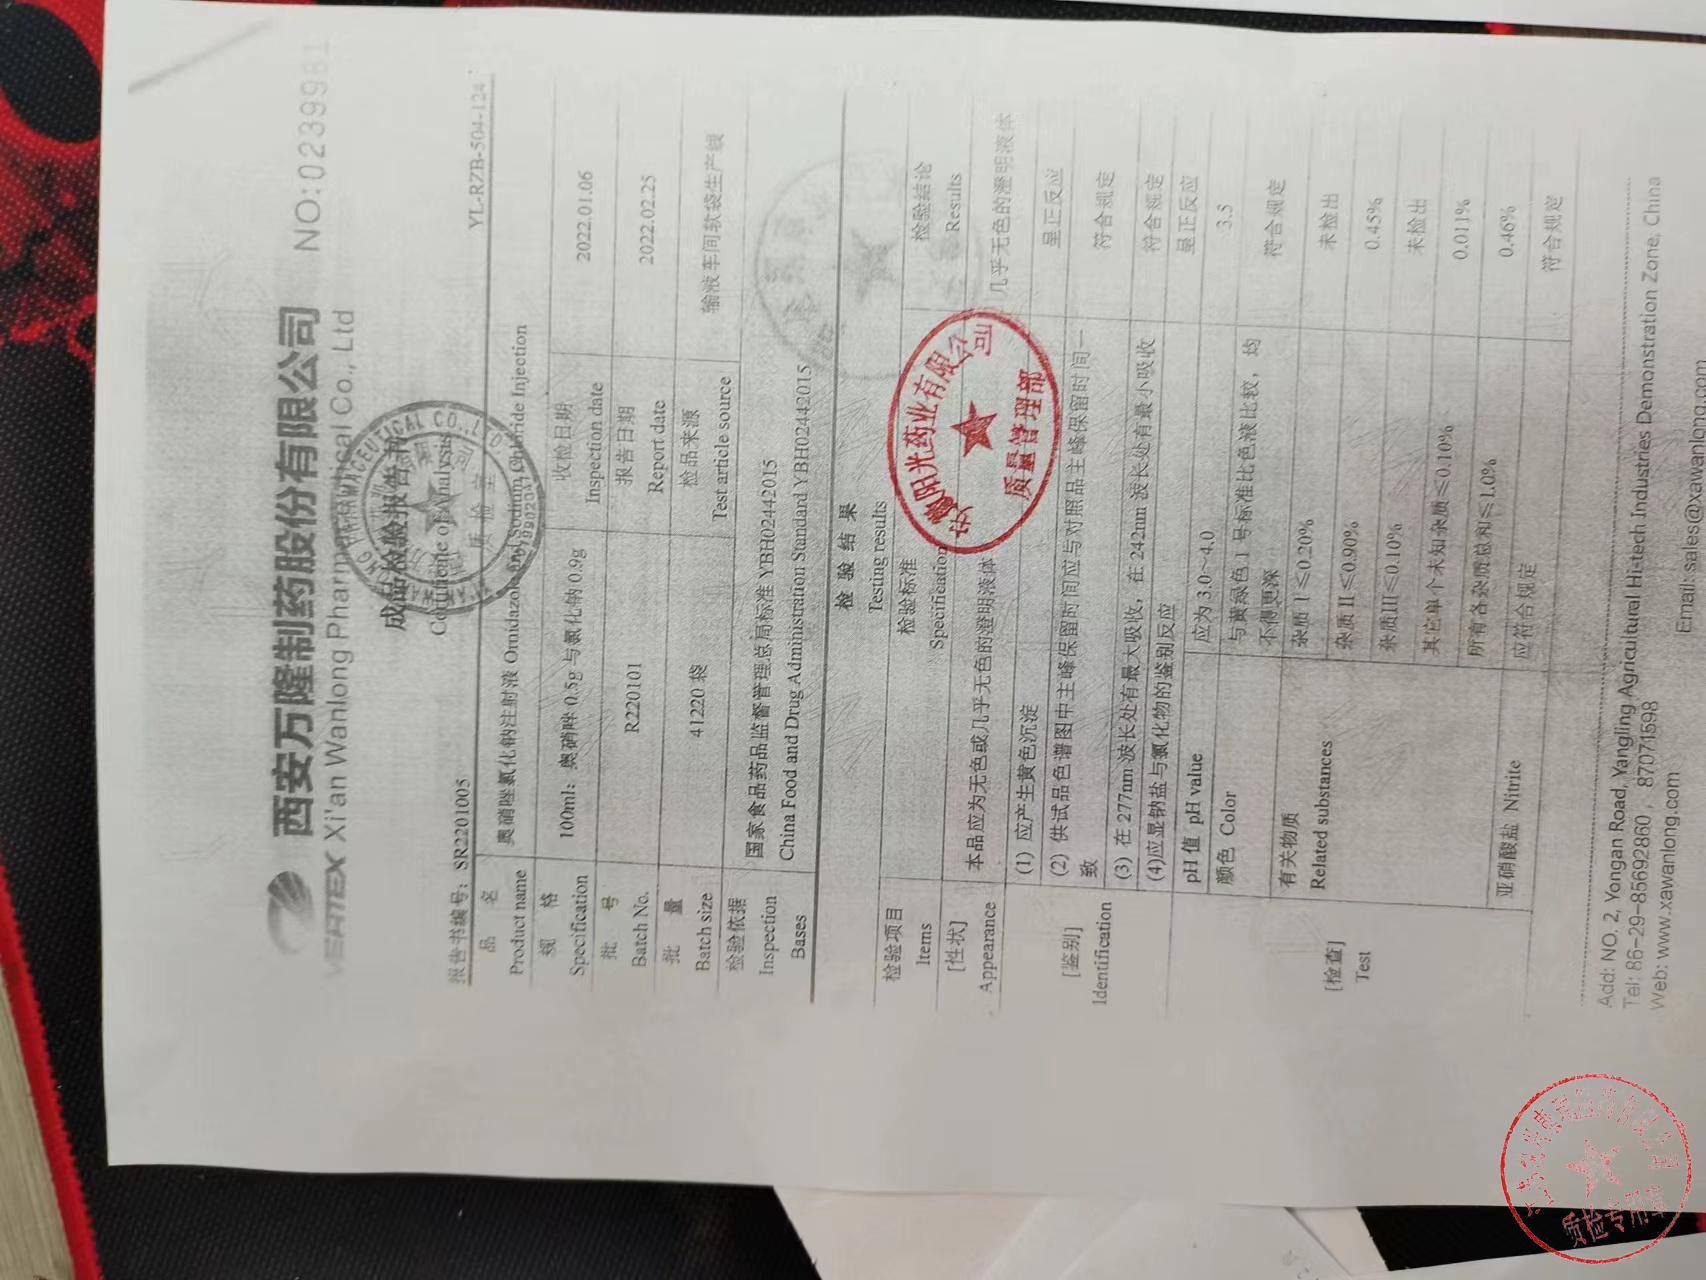 西安万隆制药股份有限公司 NO:0239981
VERTEX Xi'an Wanlong Pharmaceutical Co., Ltd
成品检验报告书
Certificate of Analysis
报告书编号：SR2201005 YL-RZB-504-124
品 名 奥硝唑氯化钠注射液 Ornidazole and Sodium Chloride Injection
Product name
规 格 100ml：奥硝唑 0.5g 与氯化钠 0.9g 收检日期 2022.01.06
Specification Inspection date
批 号 R220101 报告日期 2022.02.25
Batch No. Report date
批 量 41220 袋 检品来源 输液车间软袋生产线
Batch size Test article source
检验依据 国家食品药品监督管理总局标准 YBH02442015
Inspection China Food and Drug Administration Standard YBH02442015
Bases
检 验 结 果
Testing results
检验项目 检验标准 检验结论
Items Specification Results
[性状] 本品应为无色或几乎无色的澄明液体 几乎无色的澄明液体
Appearance
[鉴别] (1) 应产生黄色沉淀 呈正反应
Identification (2) 供试品色谱图中主峰保留时间应与对照品主峰保留时间一致 符合规定
(3) 在 277nm 波长处有最大吸收，在 242nm 波长处有最小吸收 符合规定
(4)应显钠盐与氯化物的鉴别反应 呈正反应
[检查] pH 值 pH value 应为 3.0~4.0 3.5
Test 颜色 Color 与黄绿色 1 号标准比色液比较，均 符合规定
不得更深
有关物质 杂质 I ≤0.20% 未检出
Related substances 杂质 II ≤0.90% 0.45%
杂质III≤0.10% 未检出
其它单个未知杂质≤0.10% 0.011%
所有各杂质总和≤1.0% 0.46%
亚硝酸盐 Nitrite 应符合规定 符合规定
Add: NO. 2, Yongan Road, Yangling Agricultural Hi-tech Industries Demonstration Zone, China
Tel: 86-29-85692860, 87071598
Web: www.xawanlong.com Email: sales@xawanlong.com
安徽阳光药业有限公司
质量管理部
质检专用章